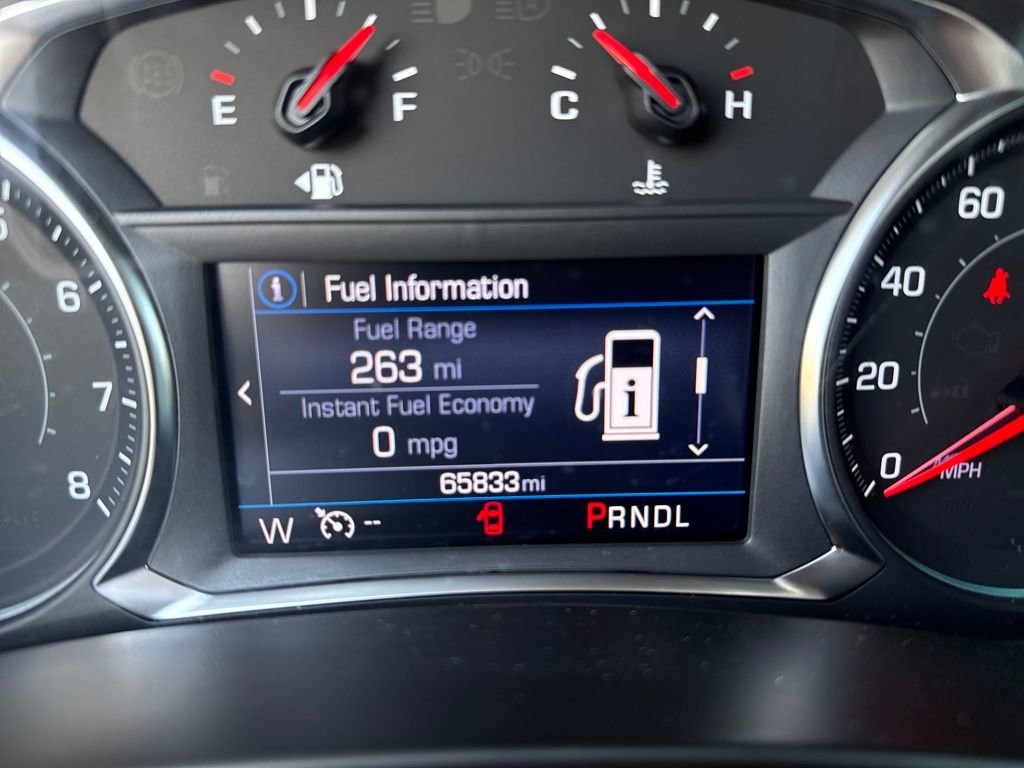 E
F
C
H
6
7
8
Fuel Information
Fuel Range
263 mi
Instant Fuel Economy
0 mpg
65833mi
W -- PRNDL
60
40
20
0
MPH
km/h